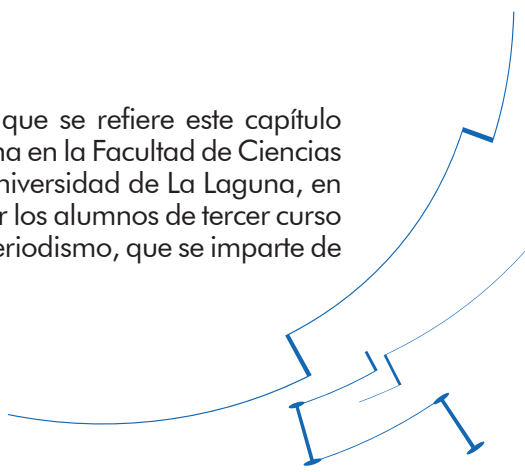 que se refiere este capítulo
en la Facultad de Ciencias
niversidad de La Laguna, en
los alumnos de tercer curso
eriodismo, que se imparte de